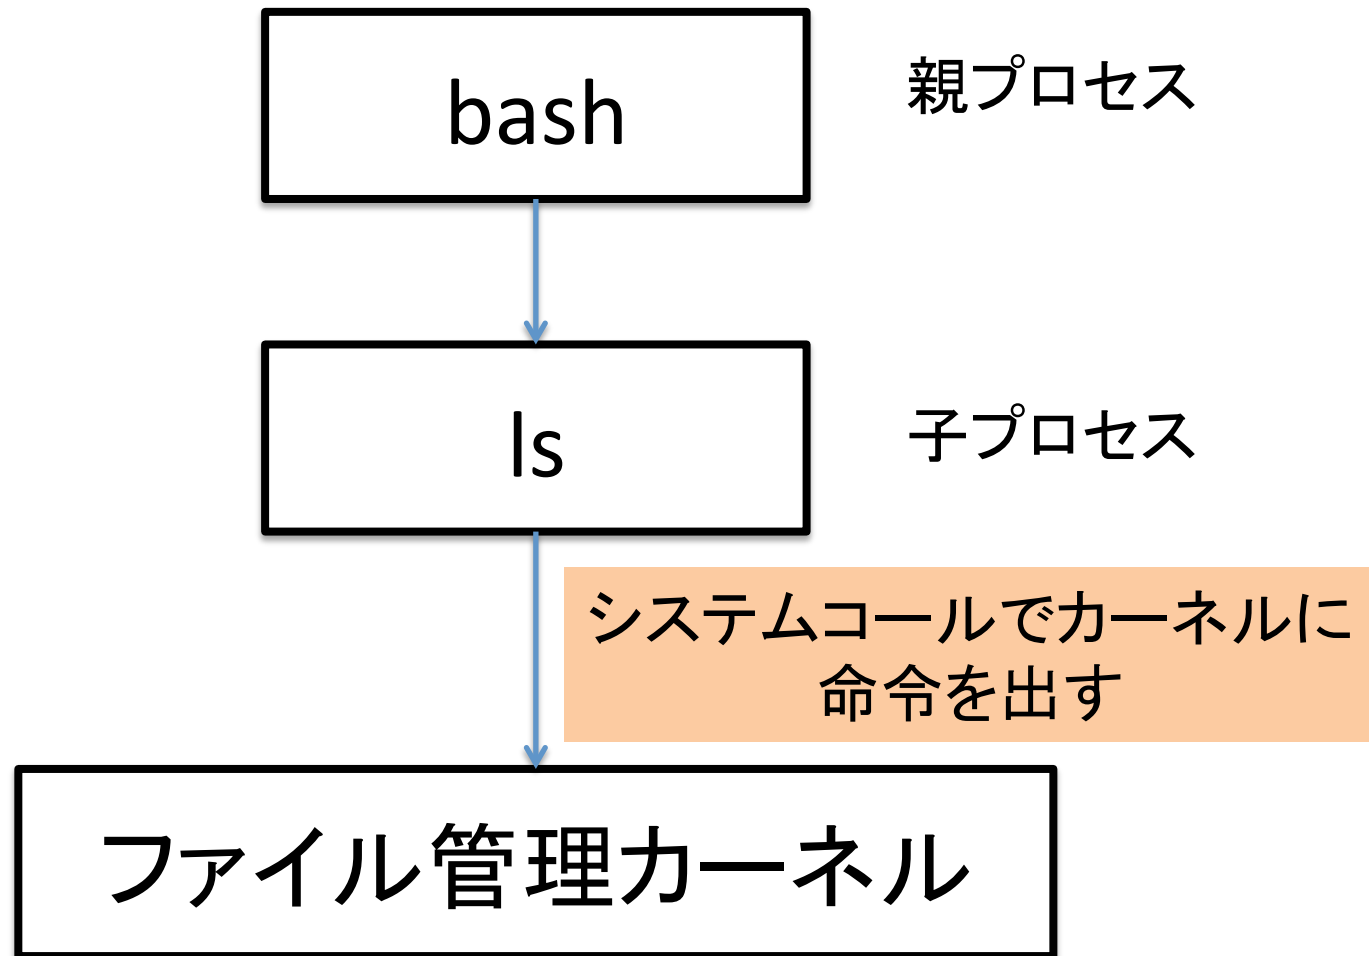 bash
親プロセス
ls
子プロセス
システムコールでカーネルに
命令を出す
ファイル管理カーネル